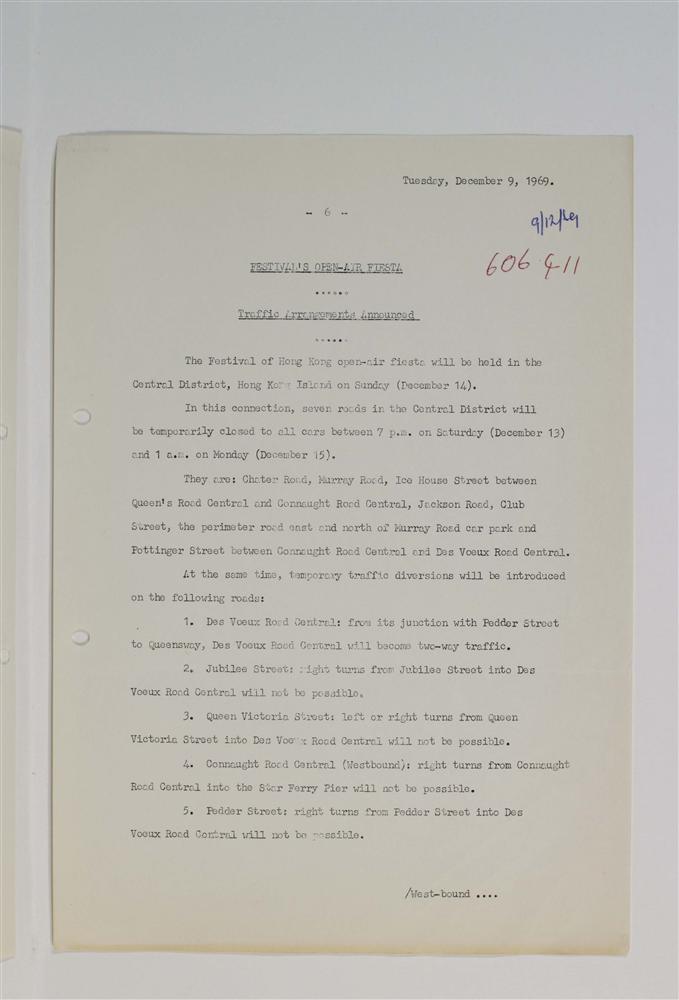 Tuesday, December 9, 1969.
-- 6 --
9/12/69
606 411
FESTIVAL'S OPEN-AIR FIESTA
......
Traffic Arrangements Announced
......
The Festival of Hong Kong open-air fiesta will be held in the
Central District, Hong Kong Island on Sunday (December 14).
In this connection, seven roads in the Central District will
be temporarily closed to all cars between 7 p.m. on Saturday (December 13)
and 1 a.m. on Monday (December 15).
They are: Chater Road, Murray Road, Ice House Street between
Queen's Road Central and Connaught Road Central, Jackson Road, Club
Street, the perimeter road east and north of Murray Road car park and
Pottinger Street between Connaught Road Central and Des Voeux Road Central.
At the same time, temporary traffic diversions will be introduced
on the following roads:
1. Des Voeux Road Central: from its junction with Pedder Street
to Queensway, Des Voeux Road Central will become two-way traffic.
2. Jubilee Street: right turns from Jubilee Street into Des
Voeux Road Central will not be possible.
3. Queen Victoria Street: left or right turns from Queen
Victoria Street into Des Voeux Road Central will not be possible.
4. Connaught Road Central (Westbound): right turns from Connaught
Road Central into the Star Ferry Pier will not be possible.
5. Pedder Street: right turns from Pedder Street into Des
Voeux Road Central will not be possible.
/West-bound ....